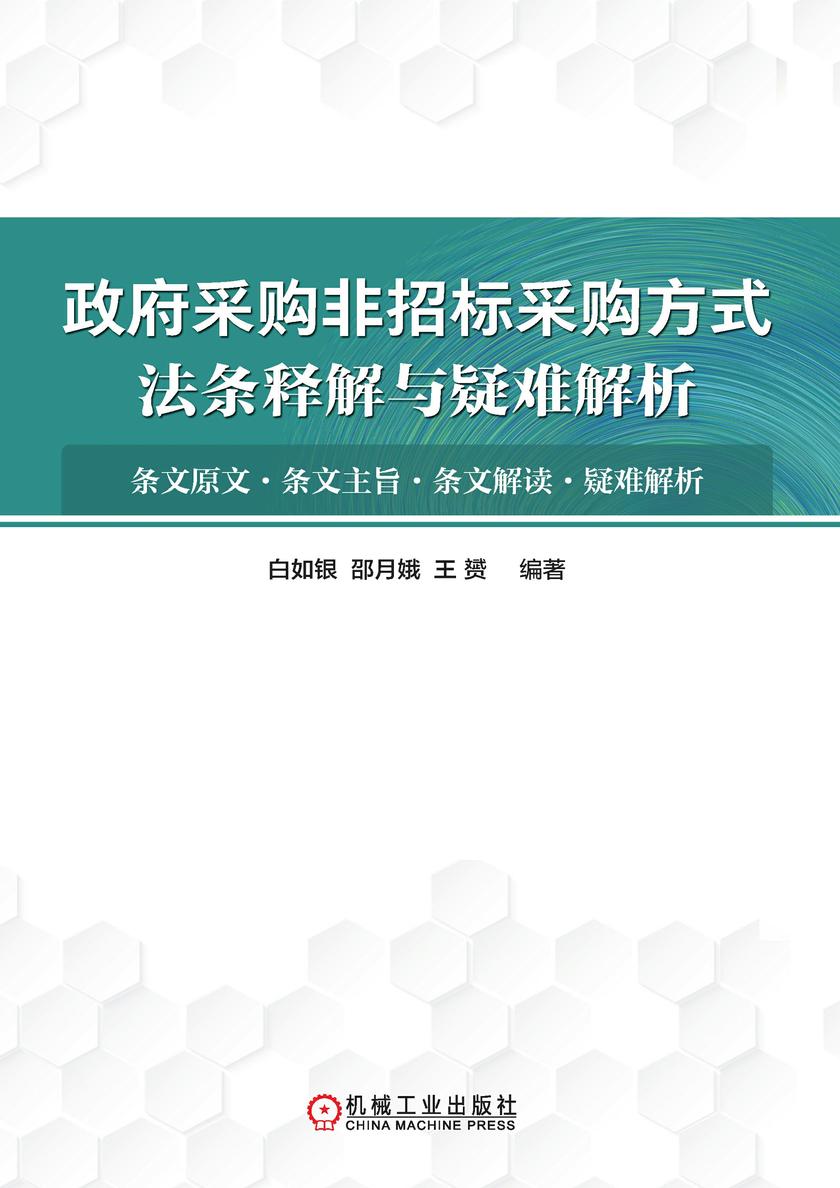 政府采购非招标采购方式
法条释解与疑难解析
条文原文·条文主旨·条文解读·疑难解析
白如银 邵月娥 王赟 编著
机械工业出版社
CHINA MACHINE PRESS